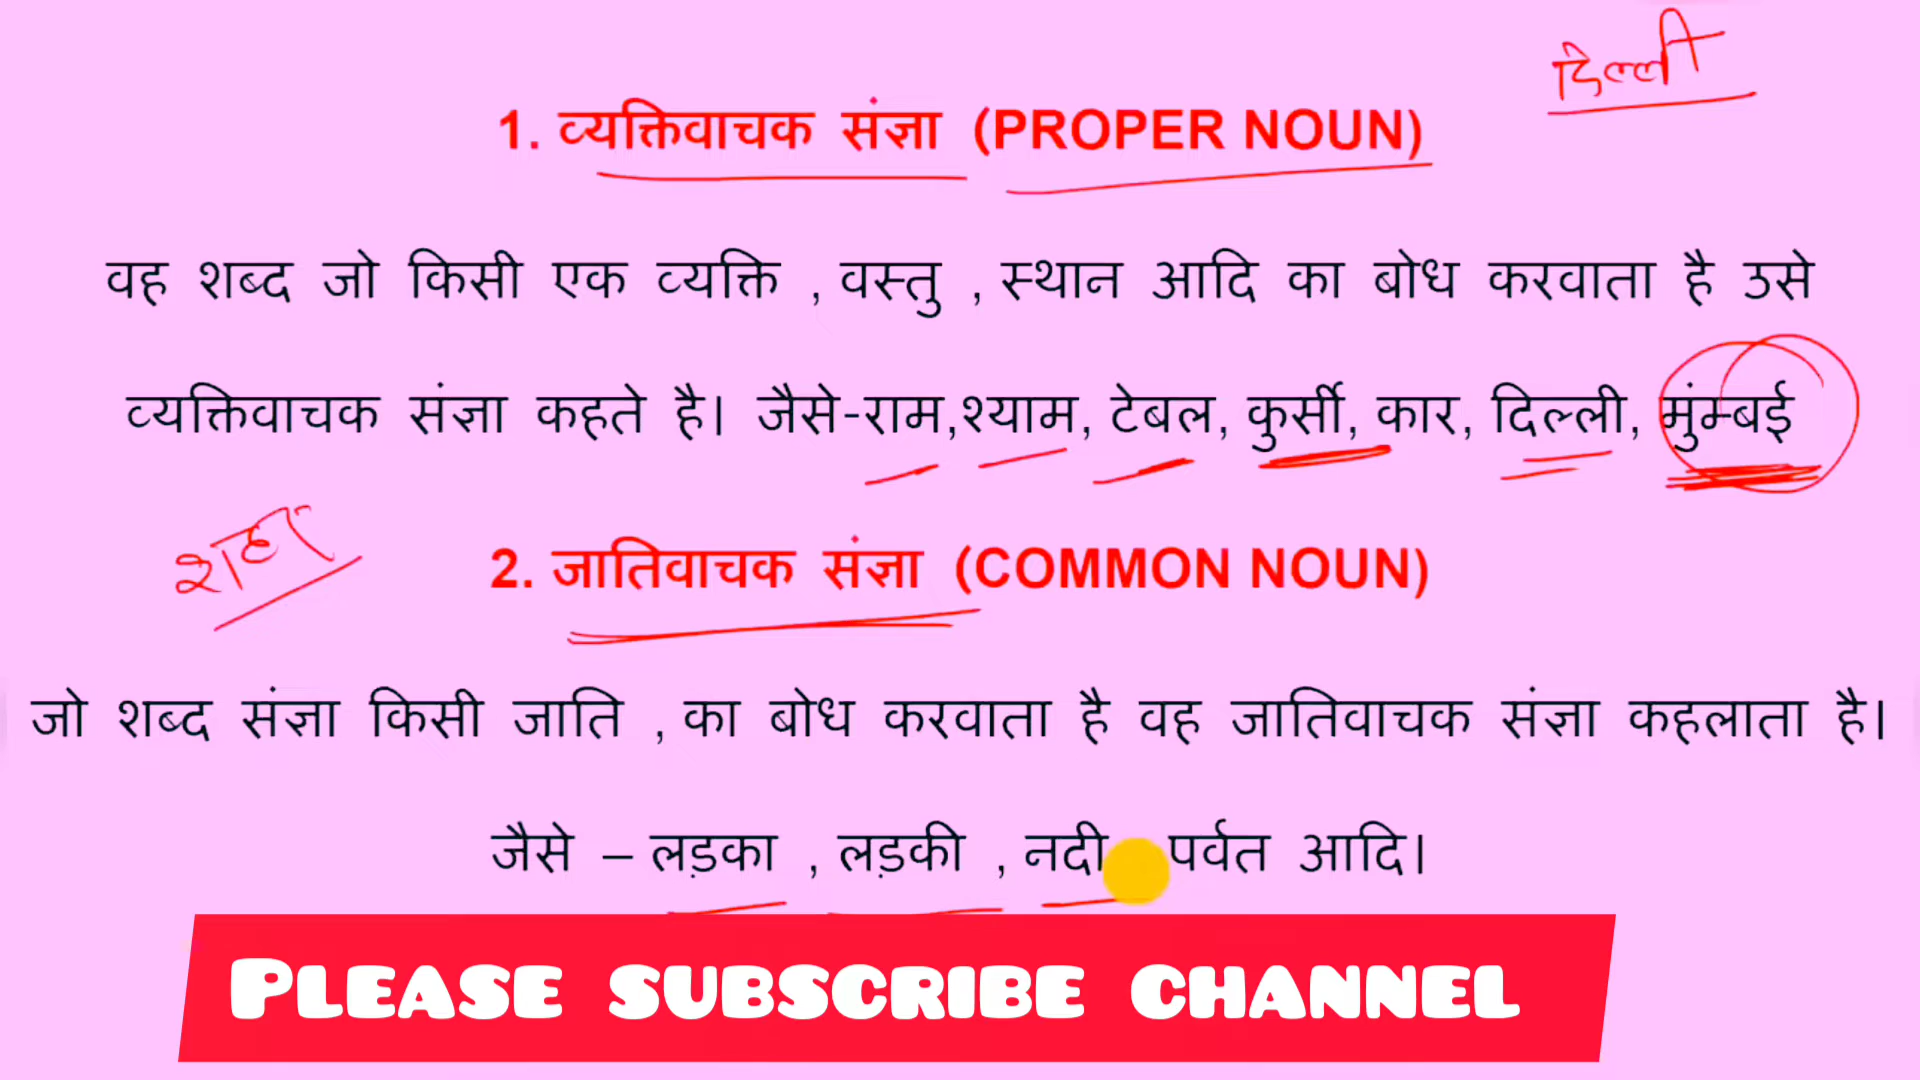 दिल्ली
1. व्यक्तिवाचक संज्ञा (PROPER NOUN)
वह शब्द जो किसी एक व्यक्ति , वस्तु , स्थान आदि का बोध करवाता है उसे
व्यक्तिवाचक संज्ञा कहते है। जैसे-राम,श्याम, टेबल, कुर्सी, कार, दिल्ली, मुंम्बई
2. जातिवाचक संज्ञा (COMMON NOUN)
जो शब्द संज्ञा किसी जाति , का बोध करवाता है वह जातिवाचक संज्ञा कहलाता है।
जैसे – लड़का , लड़की , नदी पर्वत आदि।
PLEASE SUBSCRIBE CHANNEL